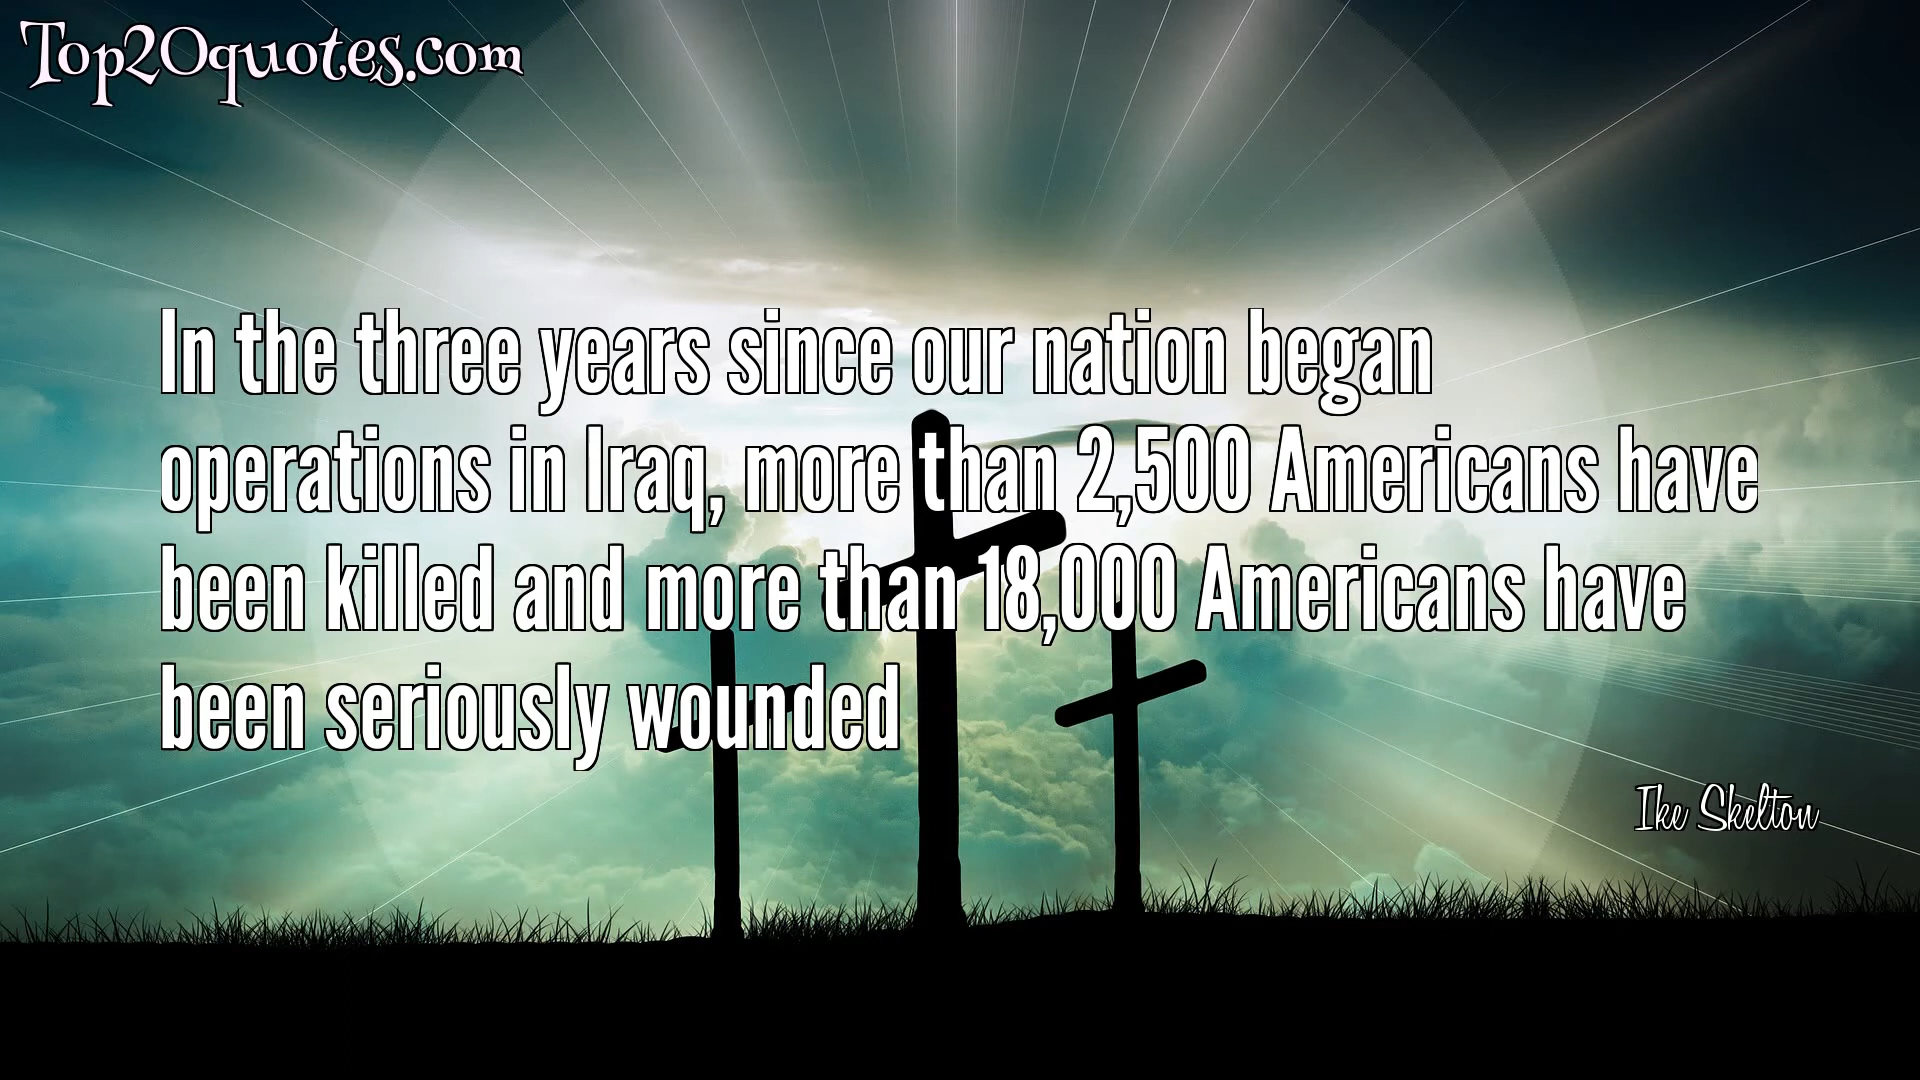 Top20quotes.com
In the three years since our nation began
operations in Iraq, more than 2,500 Americans have
been killed and more than 18,000 Americans have
been seriously wounded
Ike Skelton